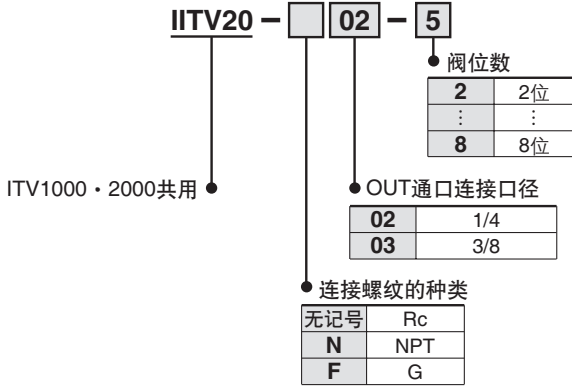 IITV20 – 02 – 5
阀位数
2 2位
⋮ ⋮
8 8位
ITV1000・2000共用
OUT通口连接口径
02 1/4
03 3/8
连接螺纹的种类
无记号 Rc
N NPT
F G